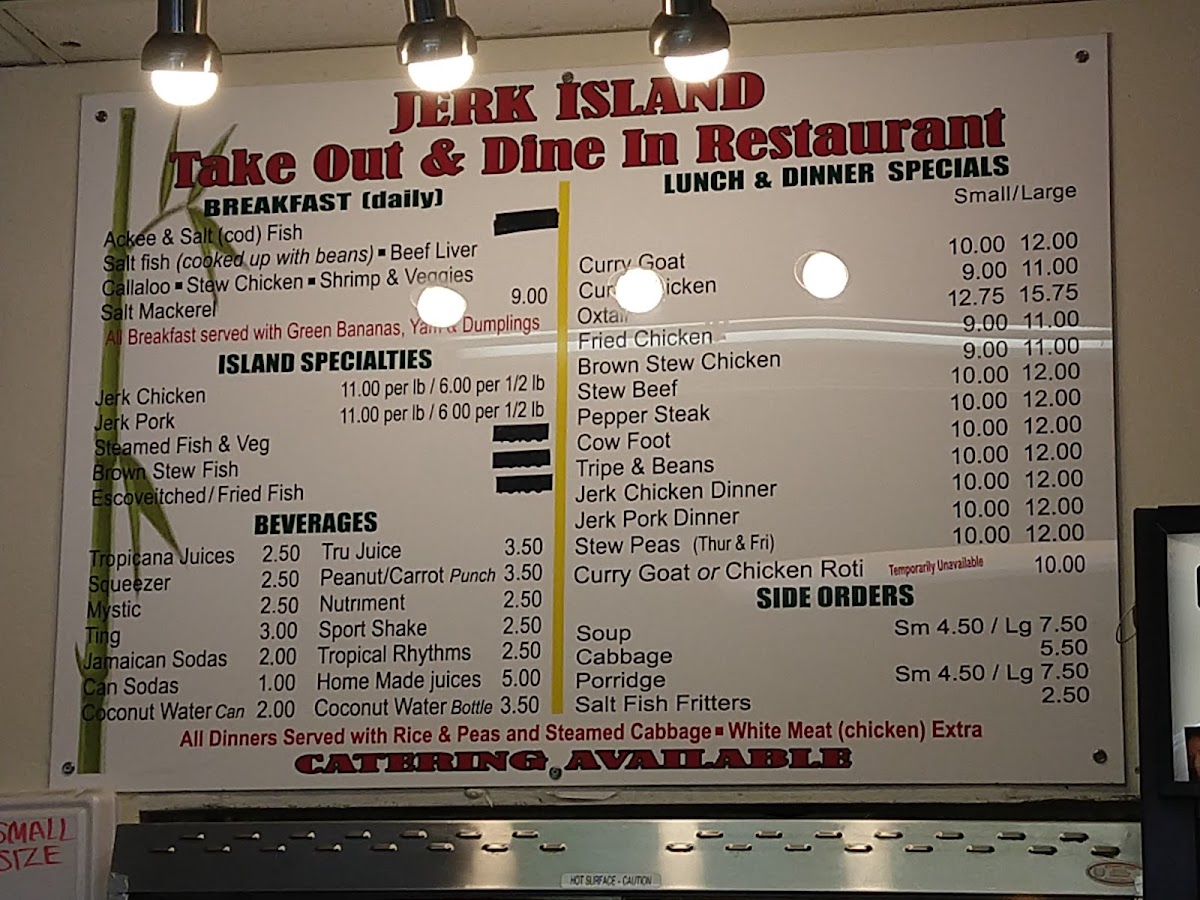 JERK ISLAND
Take Out & Dine In Restaurant
BREAKFAST (daily)
Ackee & Salt (cod) Fish
Salt fish (cooked up with beans) ▪ Beef Liver
Callaloo ▪ Stew Chicken ▪ Shrimp & Veggies
Salt Mackerel 9.00
All Breakfast served with Green Bananas, Yam & Dumplings
ISLAND SPECIALTIES
Jerk Chicken 11.00 per lb / 6.00 per 1/2 lb
Jerk Pork 11.00 per lb / 6 00 per 1/2 lb
Steamed Fish & Veg
Brown Stew Fish
Escoveitched/Fried Fish
BEVERAGES
Tropicana Juices 2.50 Tru Juice 3.50
Squeezer 2.50 Peanut/Carrot Punch 3.50
Mystic 2.50 Nutriment 2.50
Ting 3.00 Sport Shake 2.50
Jamaican Sodas 2.00 Tropical Rhythms 2.50
Can Sodas 1.00 Home Made juices 5.00
Coconut Water Can 2.00 Coconut Water Bottle 3.50
LUNCH & DINNER SPECIALS
Small/Large
Curry Goat 10.00 12.00
Curry Chicken 9.00 11.00
Oxtail 12.75 15.75
Fried Chicken 9.00 11.00
Brown Stew Chicken 9.00 11.00
Stew Beef 10.00 12.00
Pepper Steak 10.00 12.00
Cow Foot 10.00 12.00
Tripe & Beans 10.00 12.00
Jerk Chicken Dinner 10.00 12.00
Jerk Pork Dinner 10.00 12.00
Stew Peas (Thur & Fri) 10.00 12.00
Curry Goat or Chicken Roti Temporarily Unavailable 10.00
SIDE ORDERS
Soup Sm 4.50 / Lg 7.50
Cabbage 5.50
Porridge Sm 4.50 / Lg 7.50
Salt Fish Fritters 2.50
All Dinners Served with Rice & Peas and Steamed Cabbage ▪ White Meat (chicken) Extra
CATERING AVAILABLE
SMALL
SIZE
HOT SURFACE - CAUTION